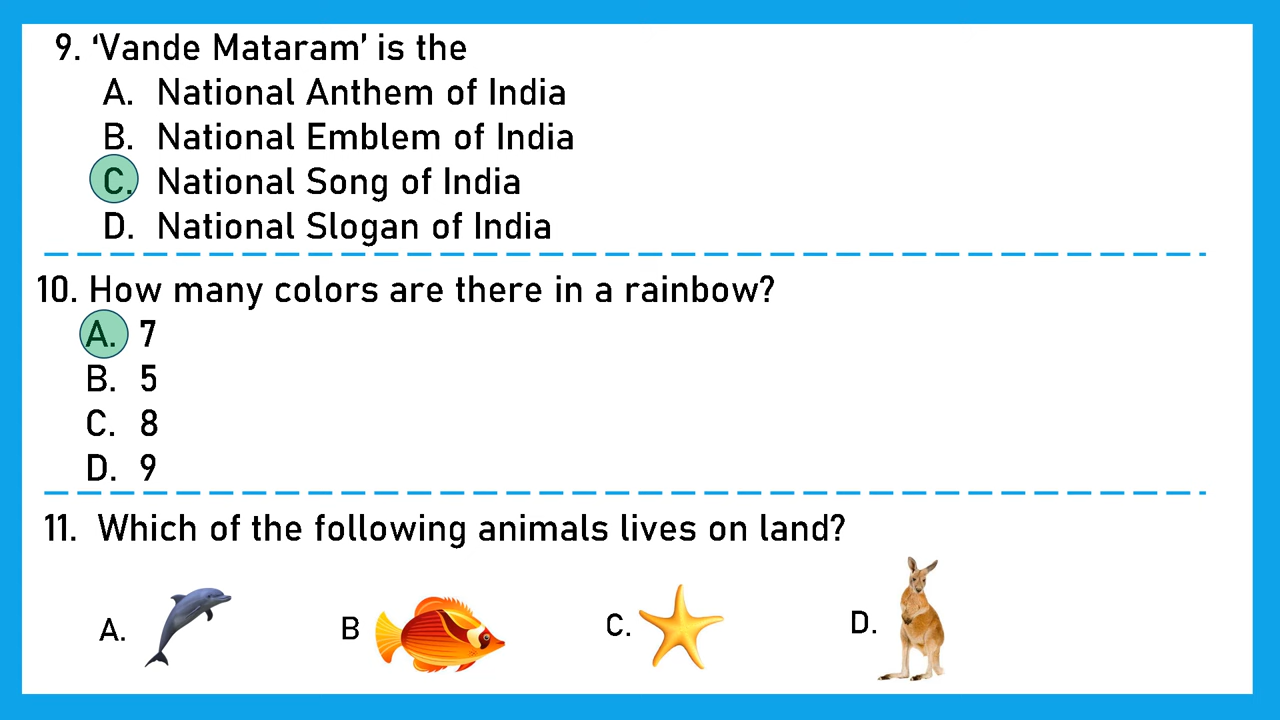 9. ‘Vande Mataram’ is the
A. National Anthem of India
B. National Emblem of India
C. National Song of India
D. National Slogan of India
10. How many colors are there in a rainbow?
A. 7
B. 5
C. 8
D. 9
11. Which of the following animals lives on land?
A. B C. D.